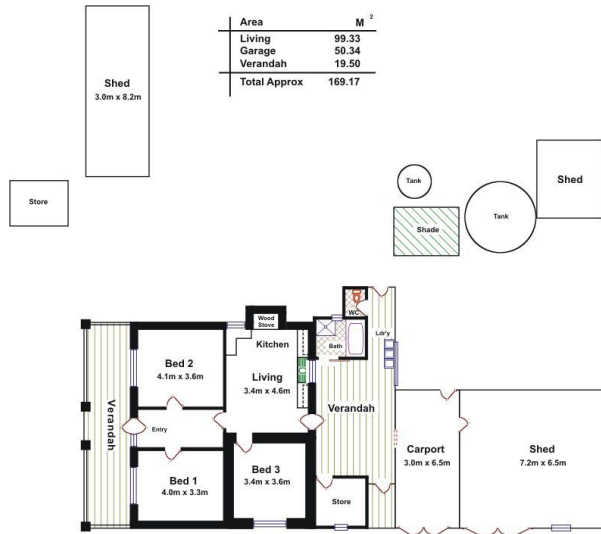 Area M²
Living 99.33
Garage 50.34
Verandah 19.50
Total Approx 169.17
Shed
3.0m x 8.2m
Store
Tank
Shed
Tank
Shade
WC
Wood
Stove
Ldr'y
Kitchen
Bath
Bed 2
4.1m x 3.6m
Living
3.4m x 4.6m
Verandah
Verandah
Entry
Carport
3.0m x 6.5m
Shed
7.2m x 6.5m
Bed 1
4.0m x 3.3m
Bed 3
3.4m x 3.6m
Store